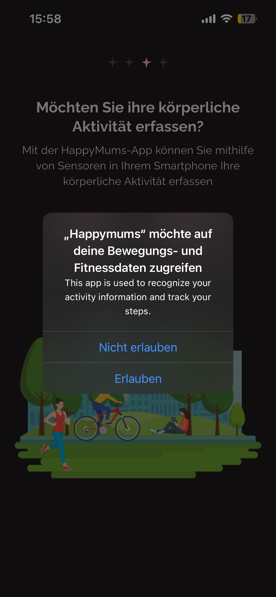 15:58
17
Möchten Sie ihre körperliche
Aktivität erfassen?
Mit der HappyMums-App können Sie mithilfe
von Sensoren in Ihrem Smartphone Ihre
körperliche Aktivität erfassen
„Happymums“ möchte auf
deine Bewegungs- und
Fitnessdaten zugreifen
This app is used to recognize your
activity information and track your
steps.
Nicht erlauben
Erlauben